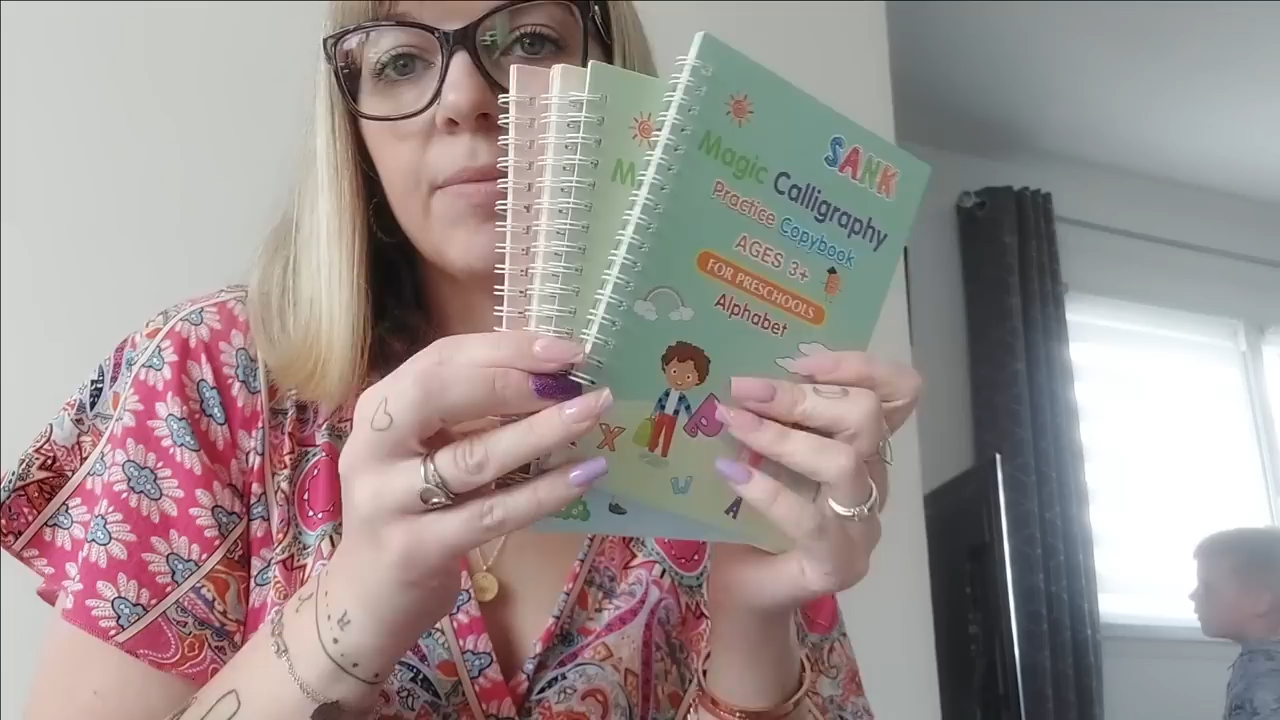 SANK
Magic Calligraphy
Practice Copybook
AGES 3+
FOR PRESCHOOLS
Alphabet
M
X
P
W
A